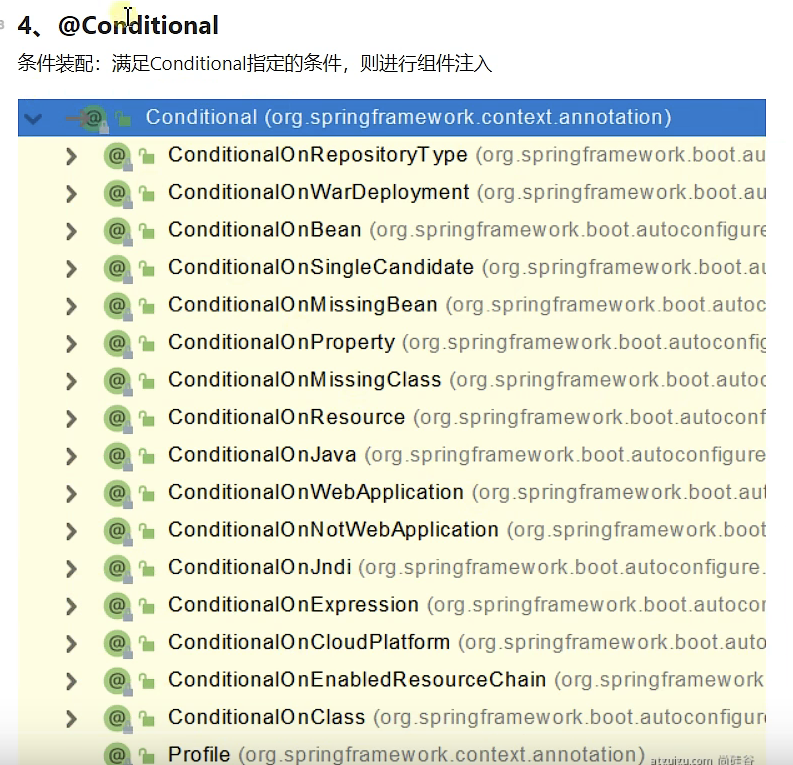 4、@Conditional
条件装配：满足Conditional指定的条件，则进行组件注入
Conditional (org.springframework.context.annotation)
ConditionalOnRepositoryType (org.springframework.boot.au
ConditionalOnWarDeployment (org.springframework.boot.au
ConditionalOnBean (org.springframework.boot.autoconfigure
ConditionalOnSingleCandidate (org.springframework.boot.au
ConditionalOnMissingBean (org.springframework.boot.autoc
ConditionalOnProperty (org.springframework.boot.autoconfig
ConditionalOnMissingClass (org.springframework.boot.autoc
ConditionalOnResource (org.springframework.boot.autoconf
ConditionalOnJava (org.springframework.boot.autoconfigure
ConditionalOnWebApplication (org.springframework.boot.aut
ConditionalOnNotWebApplication (org.springframework.boot
ConditionalOnJndi (org.springframework.boot.autoconfigure.
ConditionalOnExpression (org.springframework.boot.autocor
ConditionalOnCloudPlatform (org.springframework.boot.auto
ConditionalOnEnabledResourceChain (org.springframework
ConditionalOnClass (org.springframework.boot.autoconfigur
Profile (org.springframework.context.annotation)
atguigu.com 尚硅谷